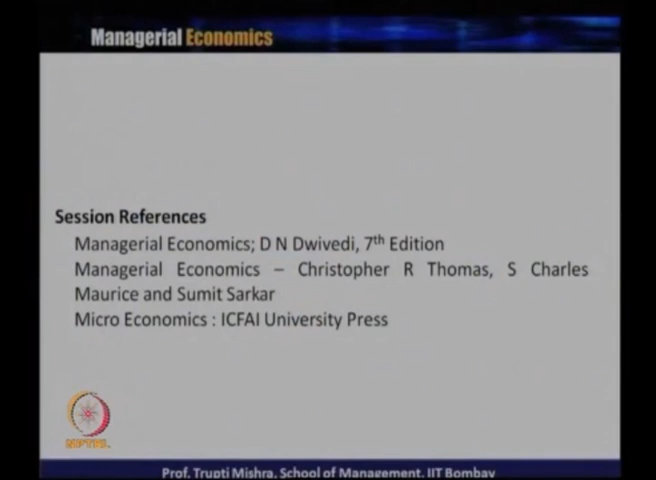 Managerial Economics
Session References
Managerial Economics; D N Dwivedi, 7th Edition
Managerial Economics – Christopher R Thomas, S Charles
Maurice and Sumit Sarkar
Micro Economics : ICFAI University Press
NPTEL
Prof. Trupti Mishra, School of Management, IIT Bombay